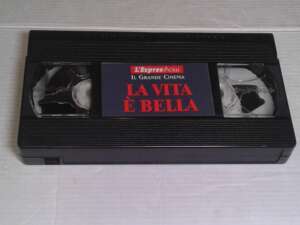 L'Espresso
IL GRANDE CINEMA
LA VITA
È BELLA